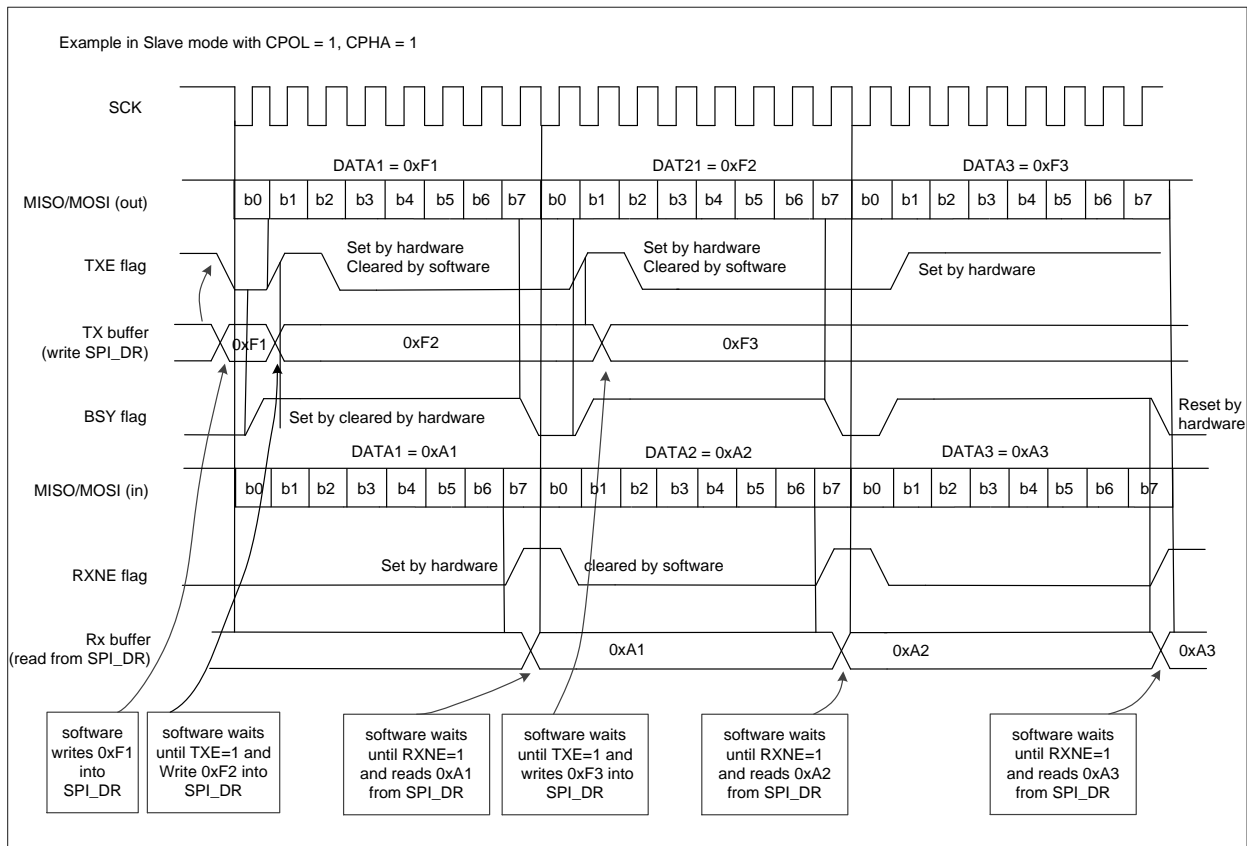 Example in Slave mode with CPOL = 1, CPHA = 1
SCK
DATA1 = 0xF1
DAT21 = 0xF2
DATA3 = 0xF3
MISO/MOSI (out)
b0 b1 b2 b3 b4 b5 b6 b7 b0 b1 b2 b3 b4 b5 b6 b7 b0 b1 b2 b3 b4 b5 b6 b7
TXE flag
Set by hardware
Cleared by software
Set by hardware
Cleared by software
Set by hardware
TX buffer
(write SPI_DR)
0xF1
0xF2
0xF3
BSY flag
Set by cleared by hardware
Reset by
hardware
DATA1 = 0xA1
DATA2 = 0xA2
DATA3 = 0xA3
MISO/MOSI (in)
b0 b1 b2 b3 b4 b5 b6 b7 b0 b1 b2 b3 b4 b5 b6 b7 b0 b1 b2 b3 b4 b5 b6 b7
RXNE flag
Set by hardware
cleared by software
Rx buffer
(read from SPI_DR)
0xA1
0xA2
0xA3
software
writes 0xF1
into
SPI_DR
software waits
until TXE=1 and
Write 0xF2 into
SPI_DR
software waits
until RXNE=1
and reads 0xA1
from SPI_DR
software waits
until TXE=1 and
writes 0xF3 into
SPI_DR
software waits
until RXNE=1
and reads 0xA2
from SPI_DR
software waits
until RXNE=1
and reads 0xA3
from SPI_DR